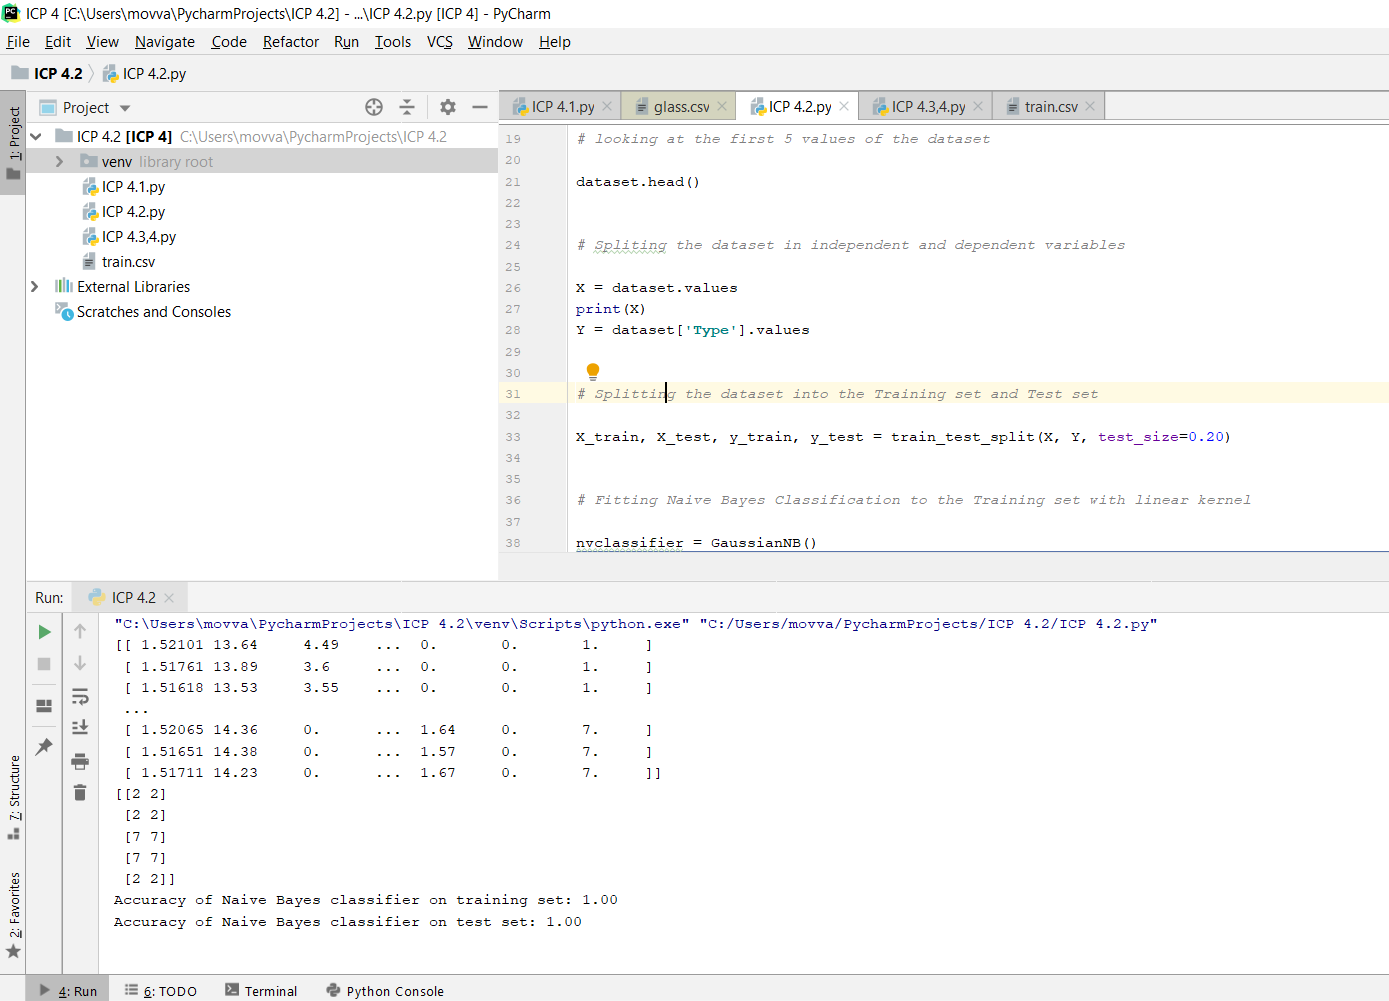 ICP 4 [C:\Users\movva\PycharmProjects\ICP 4.2] - ...\ICP 4.2.py [ICP 4] - PyCharm
File Edit View Navigate Code Refactor Run Tools VCS Window Help
ICP 4.2 ICP 4.2.py
1: Project
Project
ICP 4.2 [ICP 4] C:\Users\movva\PycharmProjects\ICP 4.2
venv library root
ICP 4.1.py
ICP 4.2.py
ICP 4.3,4.py
train.csv
External Libraries
Scratches and Consoles
ICP 4.1.py glass.csv ICP 4.2.py ICP 4.3,4.py train.csv
19 # looking at the first 5 values of the dataset
20
21 dataset.head()
22
23
24 # Spliting the dataset in independent and dependent variables
25
26 X = dataset.values
27 print(X)
28 Y = dataset['Type'].values
29
30
31 # Splitting the dataset into the Training set and Test set
32
33 X_train, X_test, y_train, y_test = train_test_split(X, Y, test_size=0.20)
34
35
36 # Fitting Naive Bayes Classification to the Training set with linear kernel
37
38 nvclassifier = GaussianNB()
Run: ICP 4.2
"C:\Users\movva\PycharmProjects\ICP 4.2\venv\Scripts\python.exe" "C:/Users/movva/PycharmProjects/ICP 4.2/ICP 4.2.py"
[[ 1.52101 13.64 4.49 ... 0. 0. 1. ]
[ 1.51761 13.89 3.6 ... 0. 0. 1. ]
[ 1.51618 13.53 3.55 ... 0. 0. 1. ]
...
[ 1.52065 14.36 0. ... 1.64 0. 7. ]
[ 1.51651 14.38 0. ... 1.57 0. 7. ]
[ 1.51711 14.23 0. ... 1.67 0. 7. ]]
[[2 2]
[2 2]
[7 7]
[7 7]
[2 2]]
Accuracy of Naive Bayes classifier on training set: 1.00
Accuracy of Naive Bayes classifier on test set: 1.00
7: Structure
2: Favorites
4: Run 6: TODO Terminal Python Console